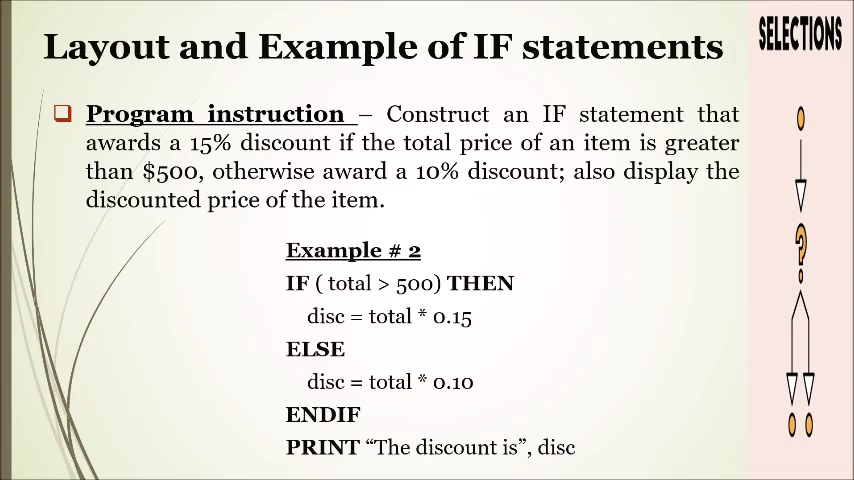 Layout and Example of IF statements
SELECTIONS
Program instruction – Construct an IF statement that
awards a 15% discount if the total price of an item is greater
than $500, otherwise award a 10% discount; also display the
discounted price of the item.
Example # 2
IF ( total > 500) THEN
disc = total * 0.15
ELSE
disc = total * 0.10
ENDIF
PRINT “The discount is”, disc
?